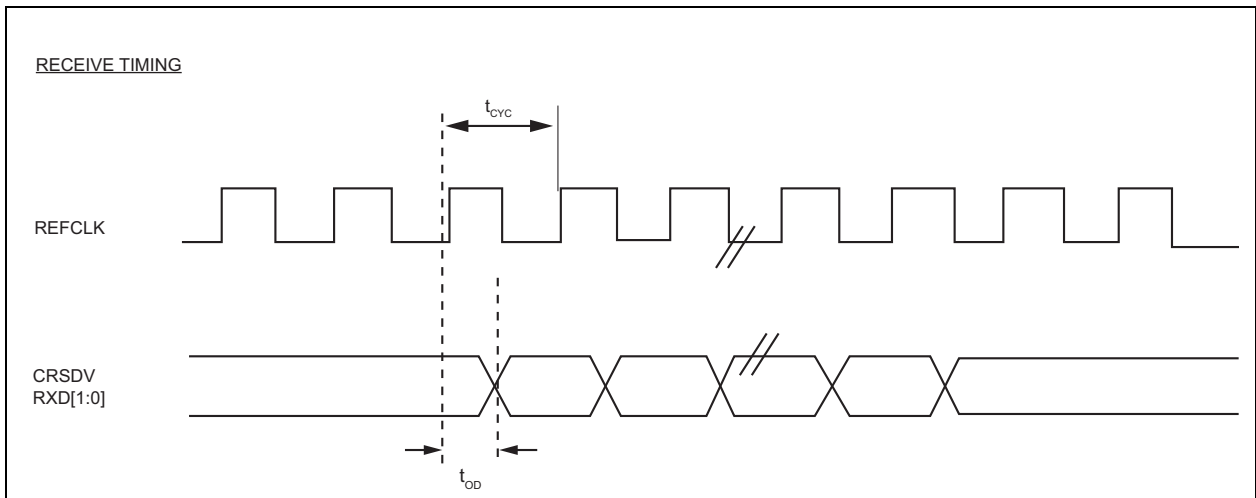 RECEIVE TIMING
tCYC
REFCLK
CRSDV
RXD[1:0]
tOD